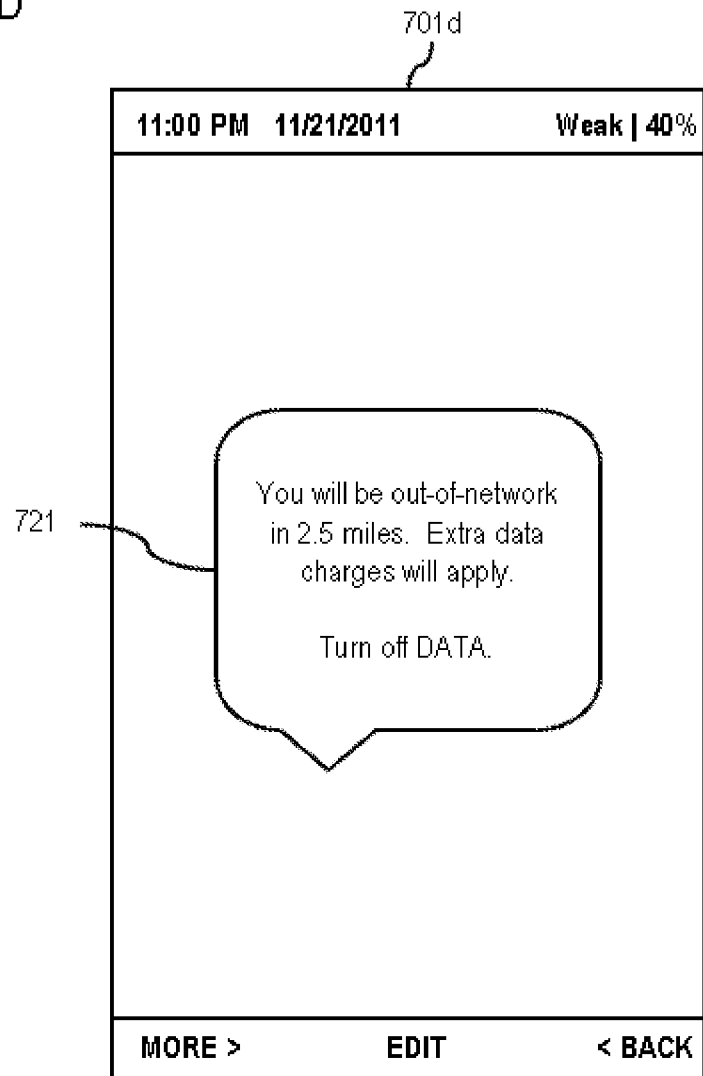 D
701d
11:00 PM 11/21/2011 Weak | 40%
You will be out-of-network
in 2.5 miles. Extra data
charges will apply.
Turn off DATA.
721
MORE > EDIT < BACK